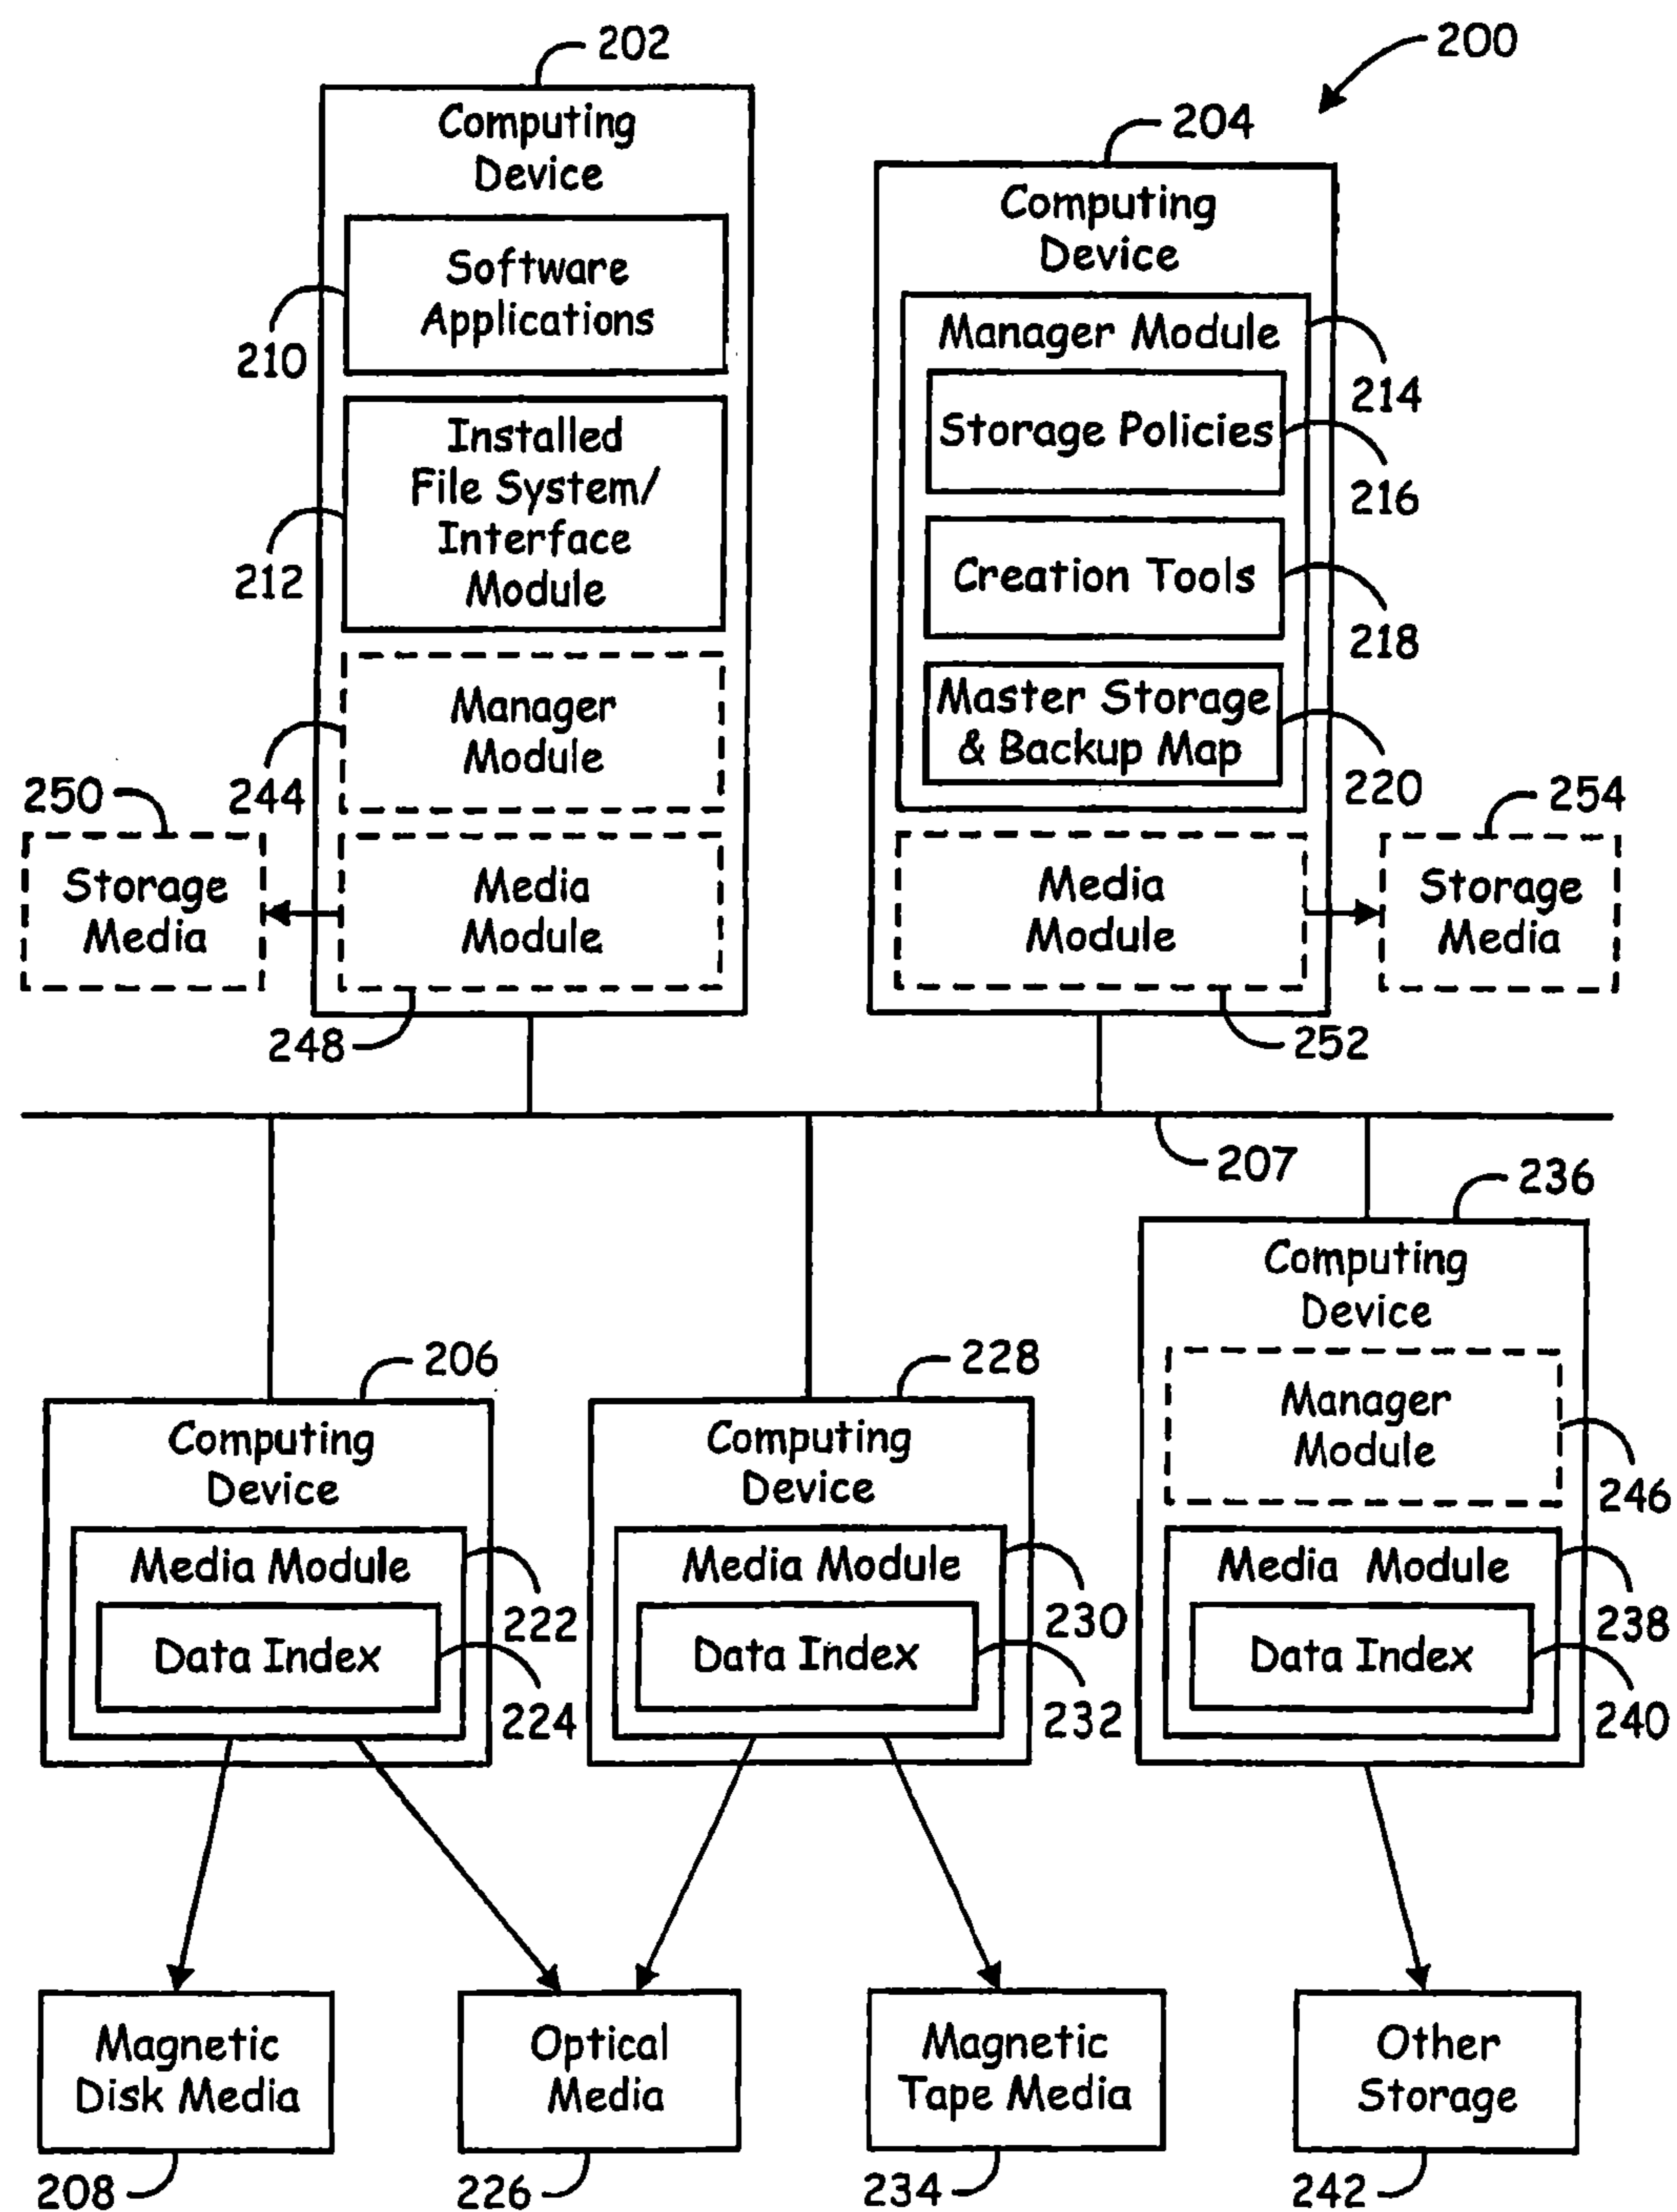 202
200
Computing
Device
204
Computing
Device
Software
Applications
210
Manager Module
214
Storage Policies
216
Installed
File System/
Interface
Module
212
Creation Tools
218
Manager
Module
244
Master Storage
& Backup Map
220
250
Storage
Media
Media
Module
248
Media
Module
252
254
Storage
Media
207
236
Computing
Device
Manager
Module
246
206
Computing
Device
228
Computing
Device
Media Module
222
Data Index
224
Media Module
230
Data Index
232
Media Module
238
Data Index
240
Magnetic
Disk Media
208
Optical
Media
226
Magnetic
Tape Media
234
Other
Storage
242